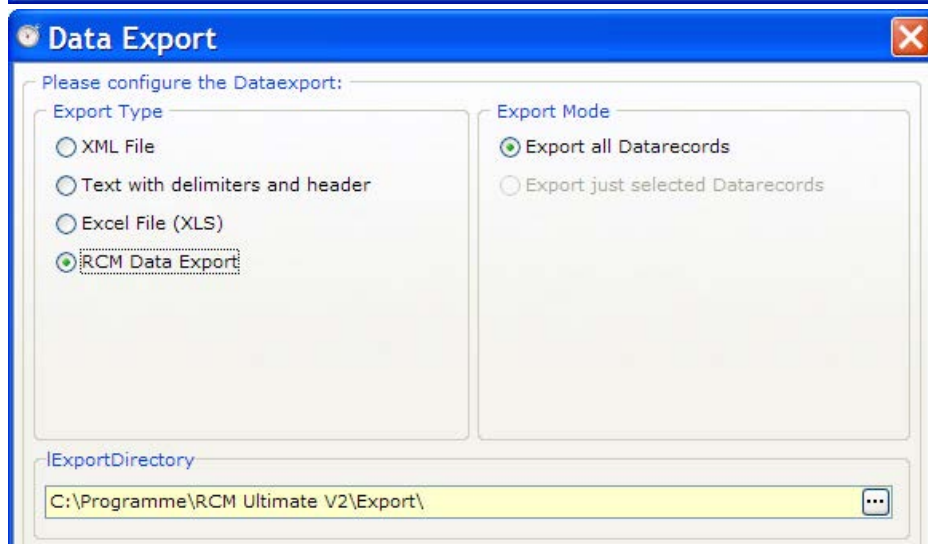 Data Export
Please configure the Dataexport:
Export Type
XML File
Text with delimiters and header
Excel File (XLS)
RCM Data Export
Export Mode
Export all Datarecords
Export just selected Datarecords
lExportDirectory
C:\Programme\RCM Ultimate V2\Export\
...